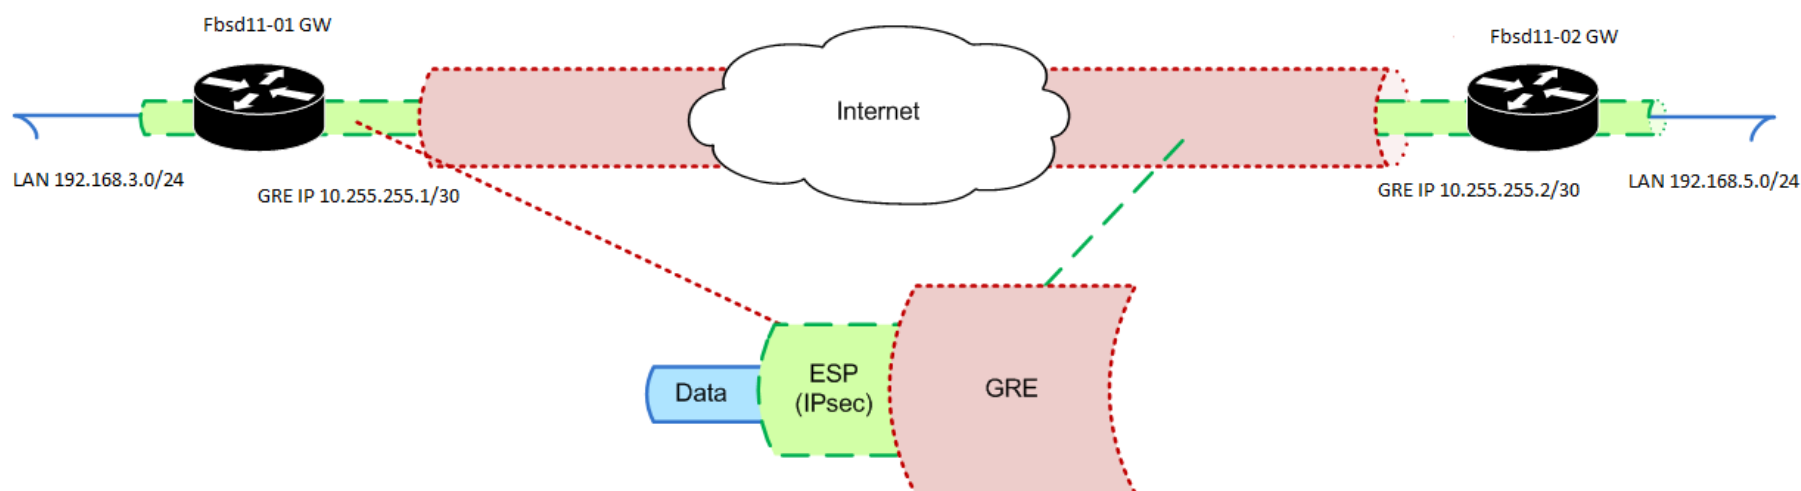 Fbsd11-01 GW
Fbsd11-02 GW
Internet
LAN 192.168.3.0/24
GRE IP 10.255.255.1/30
GRE IP 10.255.255.2/30
LAN 192.168.5.0/24
Data
ESP
(IPsec)
GRE